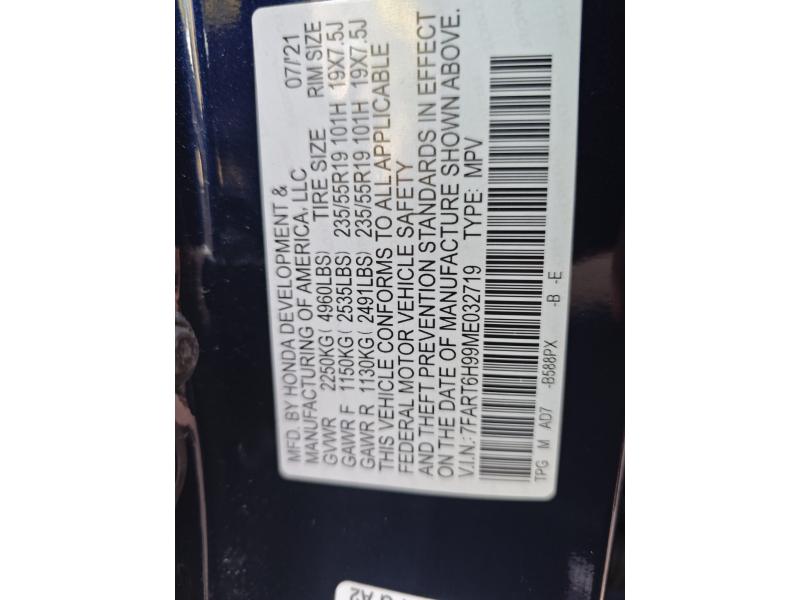 MFD. BY HONDA DEVELOPMENT & 07/'21
MANUFACTURING OF AMERICA, LLC
GVWR 2250KG( 4960LBS) TIRE SIZE RIM SIZE
GAWR F 1150KG( 2535LBS) 235/55R19 101H 19X7.5J
GAWR R 1130KG( 2491LBS) 235/55R19 101H 19X7.5J
THIS VEHICLE CONFORMS TO ALL APPLICABLE
FEDERAL MOTOR VEHICLE SAFETY
AND THEFT PREVENTION STANDARDS IN EFFECT
ON THE DATE OF MANUFACTURE SHOWN ABOVE.
V.I.N.: 7FART6H99ME032719 TYPE: MPV
TPG M AD7 -B588PX -B -E
A2